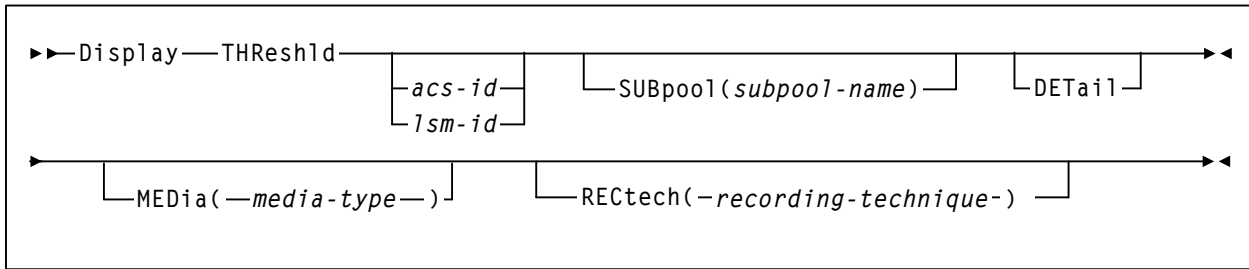 Display THReshld SUBpool(subpool-name) DETail
acs-id
lsm-id
MEDia(media-type) RECtech(recording-technique)